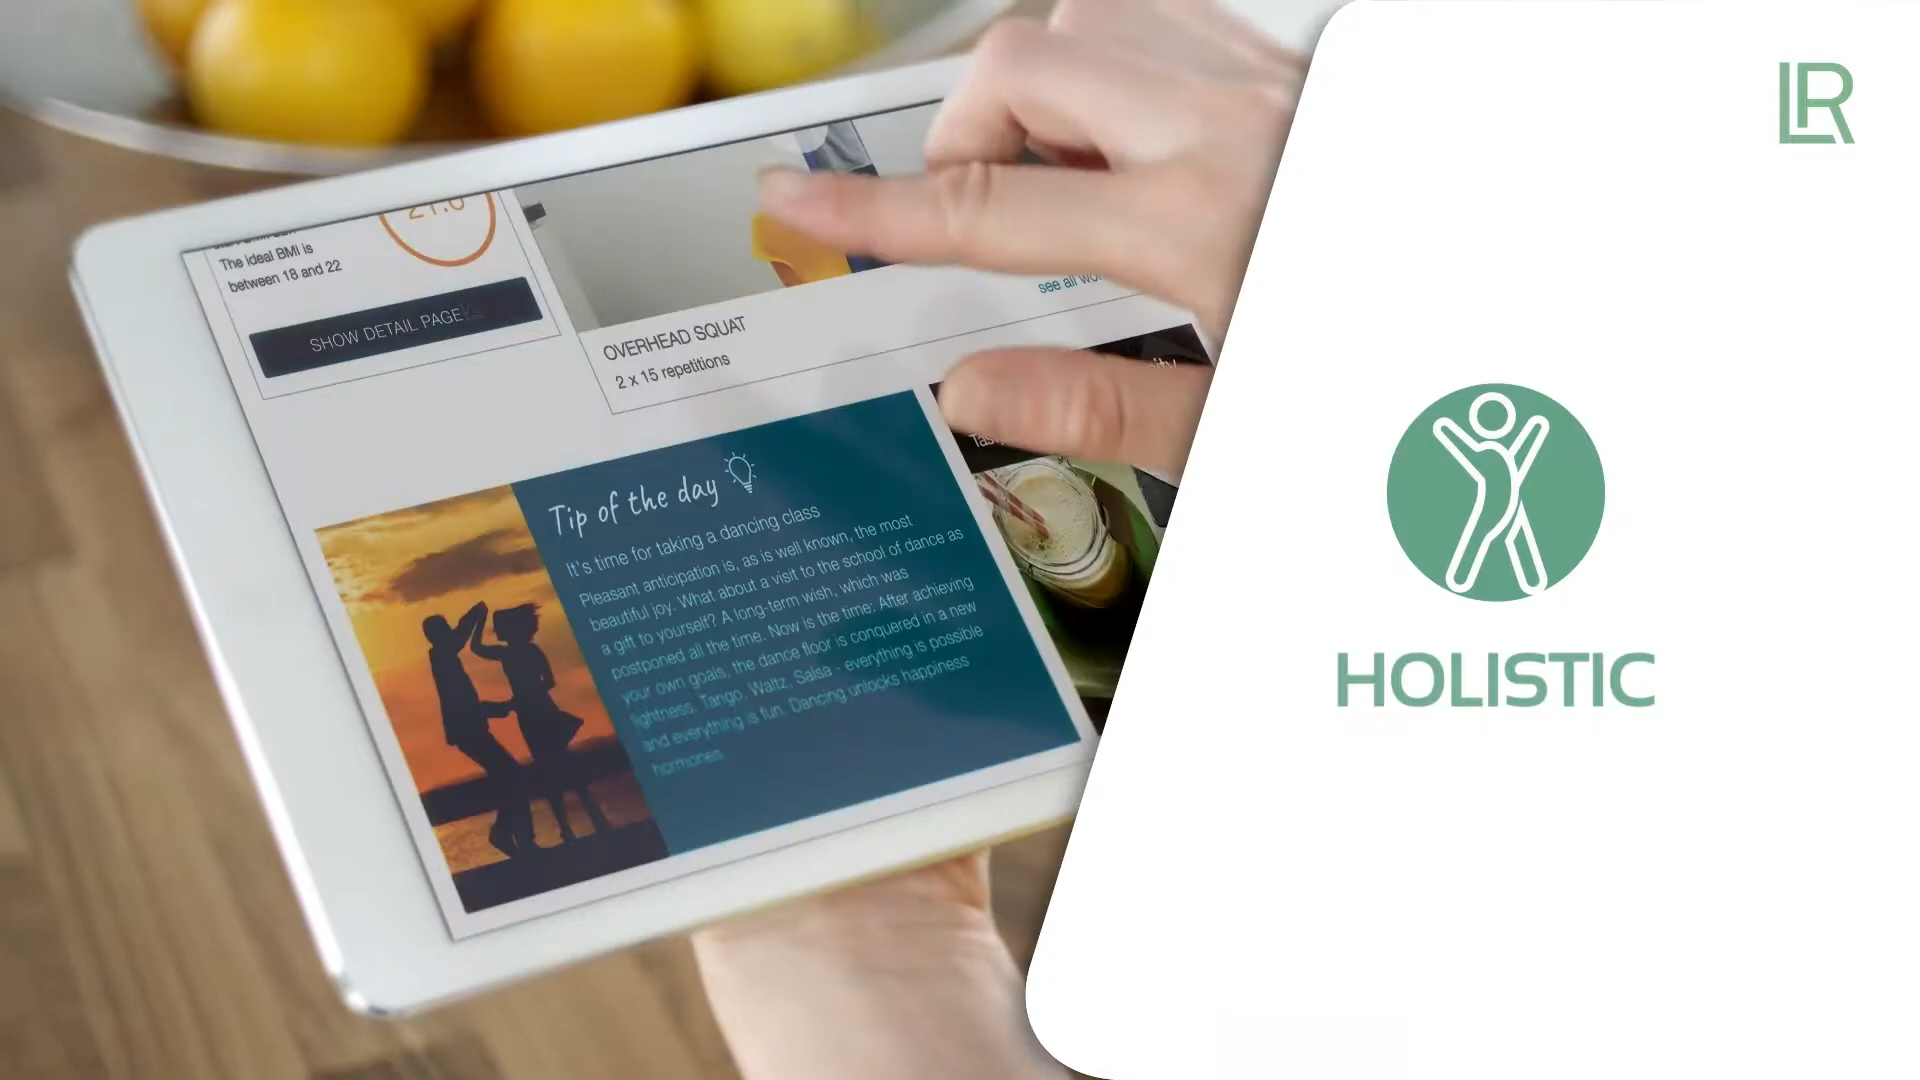 The ideal BMI is
between 18 and 22
SHOW DETAIL PAGE
OVERHEAD SQUAT
2 x 15 repetitions
see all
Tip of the day
It's time for taking a dancing class
Pleasant anticipation is, as is well known, the most
beautiful joy. What about a visit to the school of dance as
a gift to yourself? A long-term wish, which was
postponed all the time. Now is the time: After achieving
your own goals, the dance floor is conquered in a new
lightness. Tango, Waltz, Salsa - everything is possible
and everything is fun. Dancing unlocks happiness
hormones.
LR
HOLISTIC